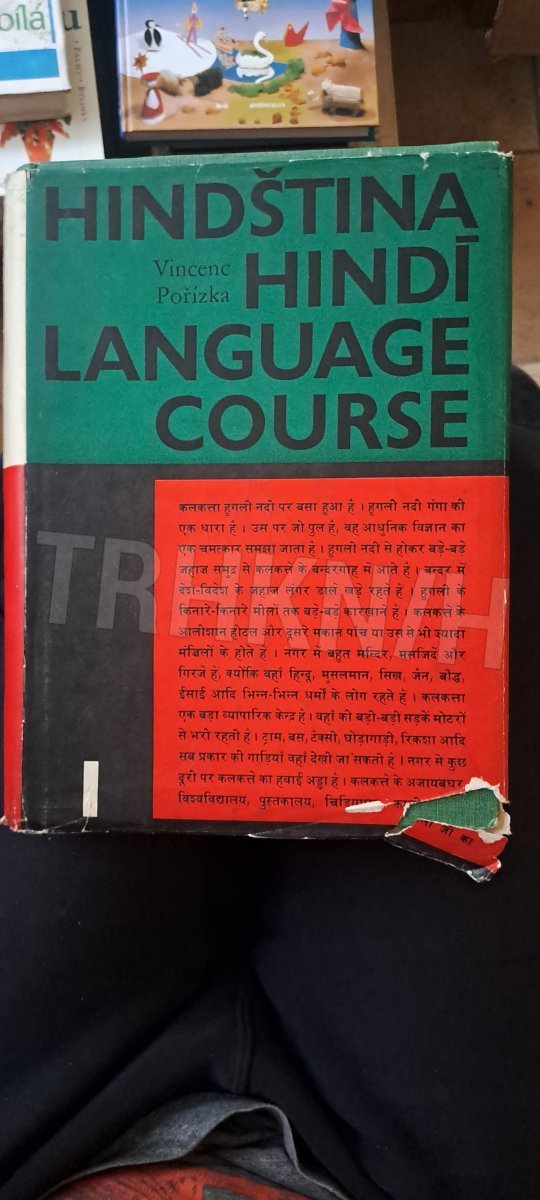 bílá
u
HINDŠTINA
Vincenc
Pořízka
HINDĪ
LANGUAGE
COURSE
कलकत्ता हुगली नदी पर बसा हुआ है । हुगली नदी गंगा की
एक धारा है । उस पर जो पुल है, वह आधुनिक विज्ञान का
एक चमत्कार समझा जाता है । हुगली नदी से होकर बड़े-बड़े
जहाज समुद्र से कलकत्ते के बन्दरगाह में आते हैं । बन्दर में
देश-विदेश के जहाज लंगर डाले खड़े रहते हैं । हुगली के
किनारे-किनारे मीलों तक बड़े-बड़े कारखाने हैं । कलकत्ते के
आलीशान होटल और दूसरे मकान पाँच या उस से भी ज्यादा
मंज़िलों के होते हैं । नगर में बहुत मन्दिर, मसजिदें और
गिरजे हैं, क्योंकि वहाँ हिन्दू, मुसलमान, सिख, जैन, बौद्ध,
ईसाई आदि भिन्न-भिन्न धर्मों के लोग रहते हैं । कलकत्ता
एक बड़ा व्यापारिक केन्द्र है । वहाँ की बड़ी-बड़ी सड़कें मोटरों
से भरी रहती हैं । ट्राम, बस, टैक्सी, घोड़ागाड़ी, रिकशा आदि
सब प्रकार की गाड़ियाँ वहाँ देखी जा सकती हैं । नगर से कुछ
दूरी पर कलकत्ते का हवाई अड्डा है । कलकत्ते के अजायबघर,
विश्वविद्यालय, पुस्तकालय,
जी का
I
TRHKNIH